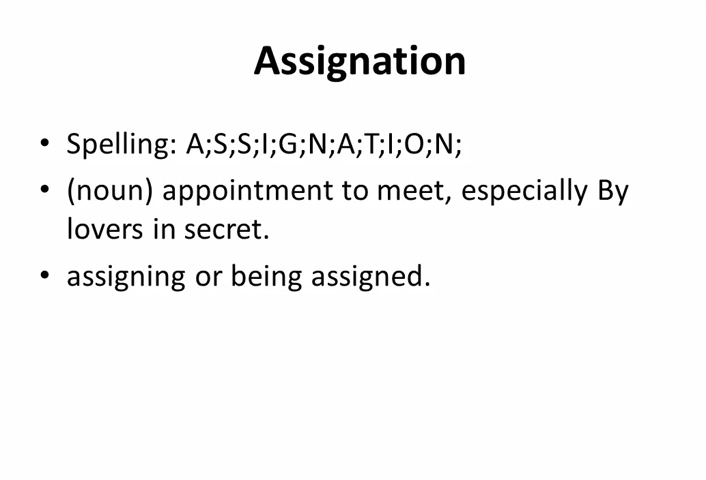 Assignation
• Spelling: A;S;S;I;G;N;A;T;I;O;N;
• (noun) appointment to meet, especially By
lovers in secret.
• assigning or being assigned.